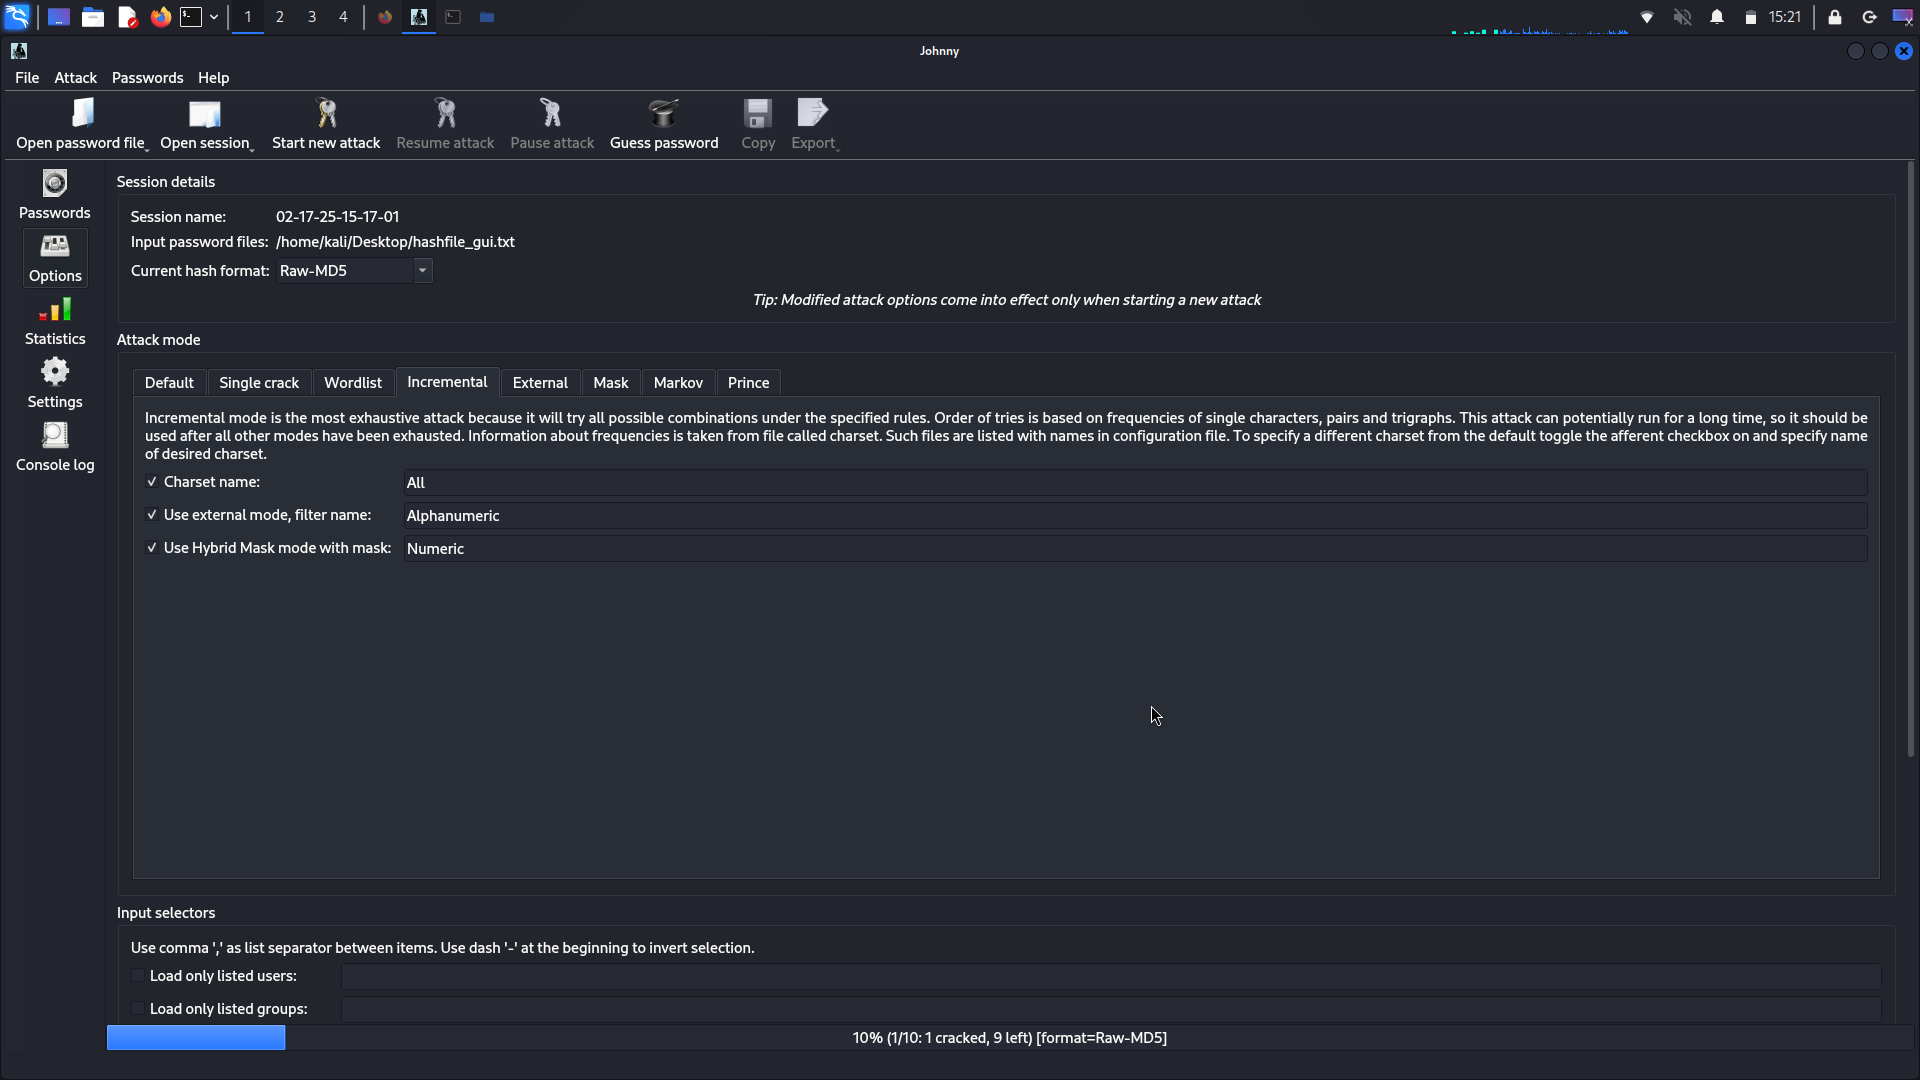 1 2 3 4 15:21
Johnny
File Attack Passwords Help
Open password file Open session Start new attack Resume attack Pause attack Guess password Copy Export
Passwords
Options
Statistics
Settings
Console log
Session details
Session name: 02-17-25-15-17-01
Input password files: /home/kali/Desktop/hashfile_gui.txt
Current hash format: Raw-MD5
Tip: Modified attack options come into effect only when starting a new attack
Attack mode
Default Single crack Wordlist Incremental External Mask Markov Prince
Incremental mode is the most exhaustive attack because it will try all possible combinations under the specified rules. Order of tries is based on frequencies of single characters, pairs and trigraphs. This attack can potentially run for a long time, so it should be
used after all other modes have been exhausted. Information about frequencies is taken from file called charset. Such files are listed with names in configuration file. To specify a different charset from the default toggle the afferent checkbox on and specify name
of desired charset.
Charset name: All
Use external mode, filter name: Alphanumeric
Use Hybrid Mask mode with mask: Numeric
Input selectors
Use comma ',' as list separator between items. Use dash '-' at the beginning to invert selection.
Load only listed users:
Load only listed groups:
10% (1/10: 1 cracked, 9 left) [format=Raw-MD5]